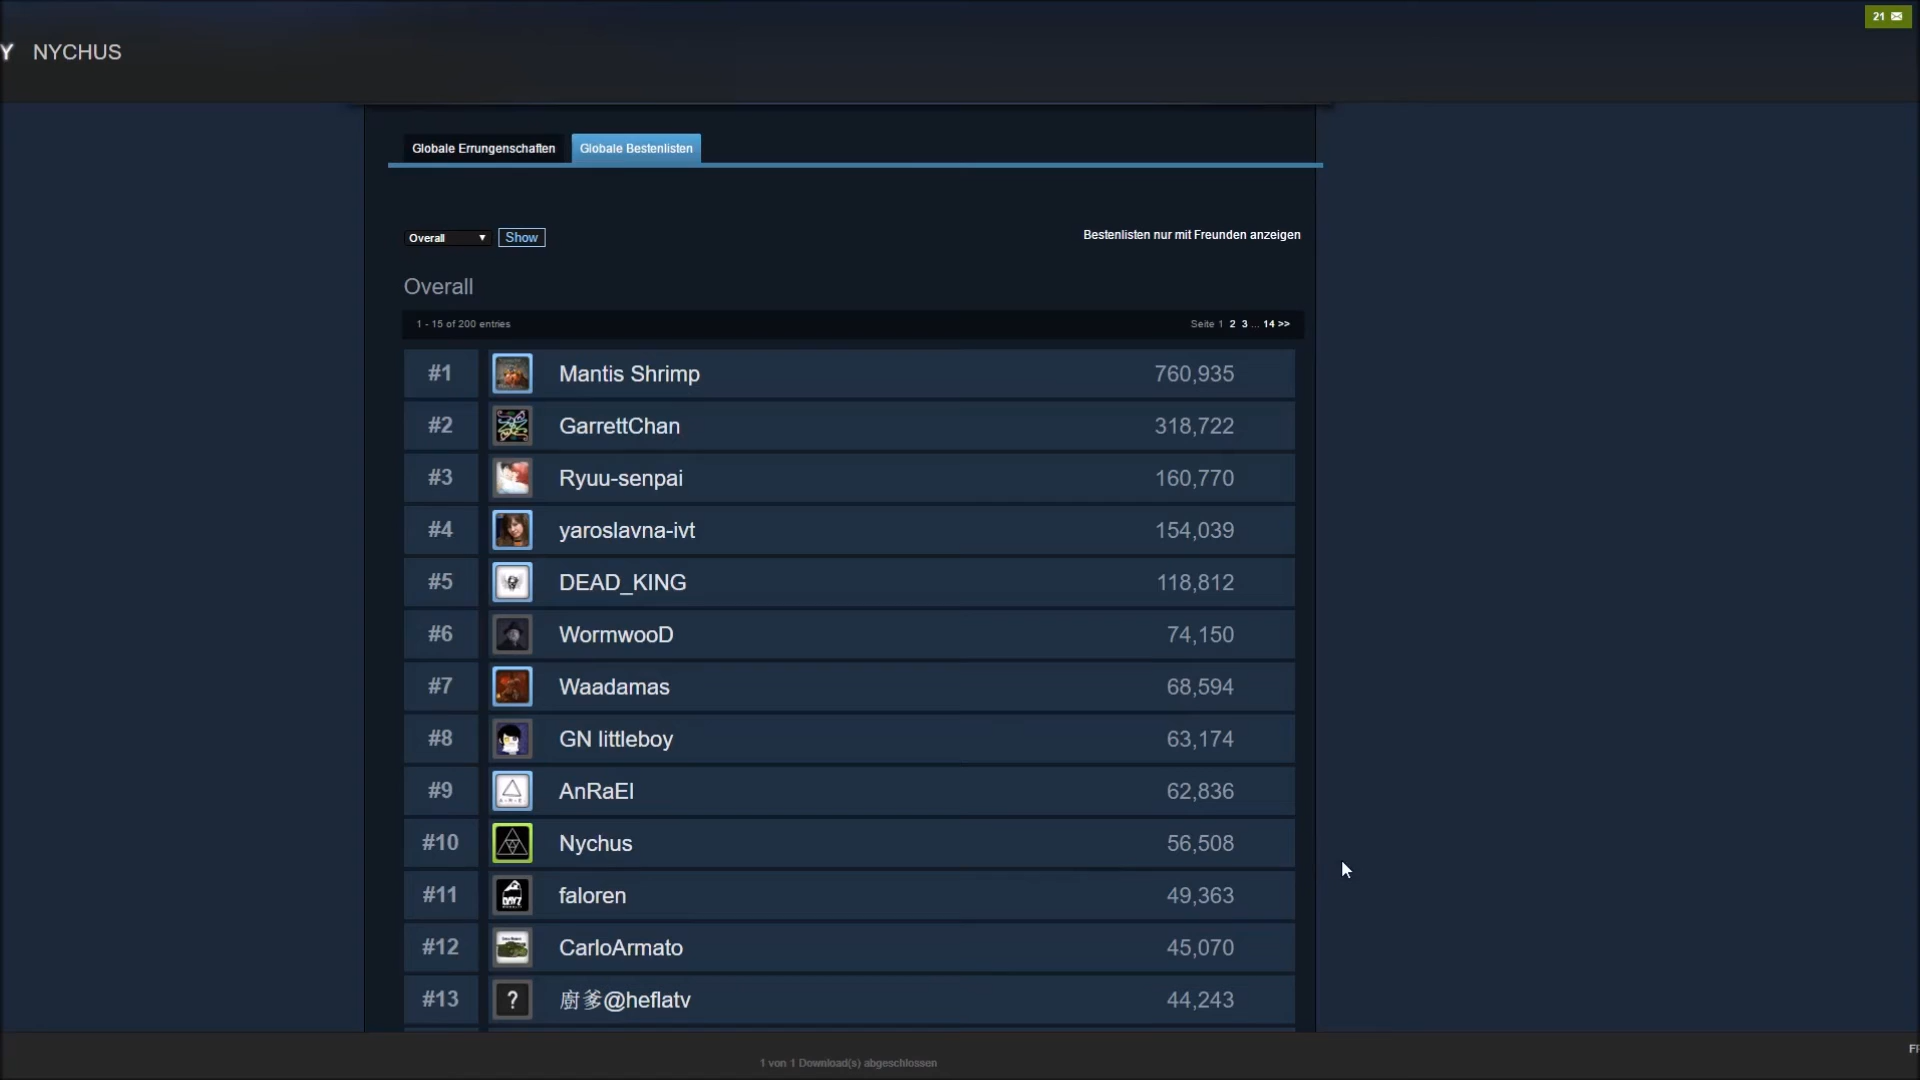 21
Y NYCHUS
Globale Errungenschaften Globale Bestenlisten
Overall Show Bestenlisten nur mit Freunden anzeigen
Overall
1 - 15 of 200 entries Seite 1 2 3 ... 14 >>
#1 Mantis Shrimp 760,935
#2 GarrettChan 318,722
#3 Ryuu-senpai 160,770
#4 yaroslavna-ivt 154,039
#5 DEAD_KING 118,812
#6 WormwooD 74,150
#7 Waadamas 68,594
#8 GN littleboy 63,174
#9 AnRaEl 62,836
#10 Nychus 56,508
#11 faloren 49,363
#12 CarloArmato 45,070
#13 廚爹@heflatv 44,243
1 von 1 Download(s) abgeschlossen